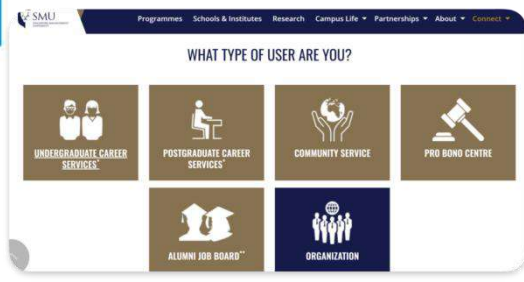 SMU
Programmes Schools & Institutes Research Campus Life Partnerships About Connect
WHAT TYPE OF USER ARE YOU?
UNDERGRADUATE CAREER
SERVICES*
POSTGRADUATE CAREER
SERVICES*
COMMUNITY SERVICE
PRO BONO CENTRE
ALUMNI JOB BOARD**
ORGANIZATION